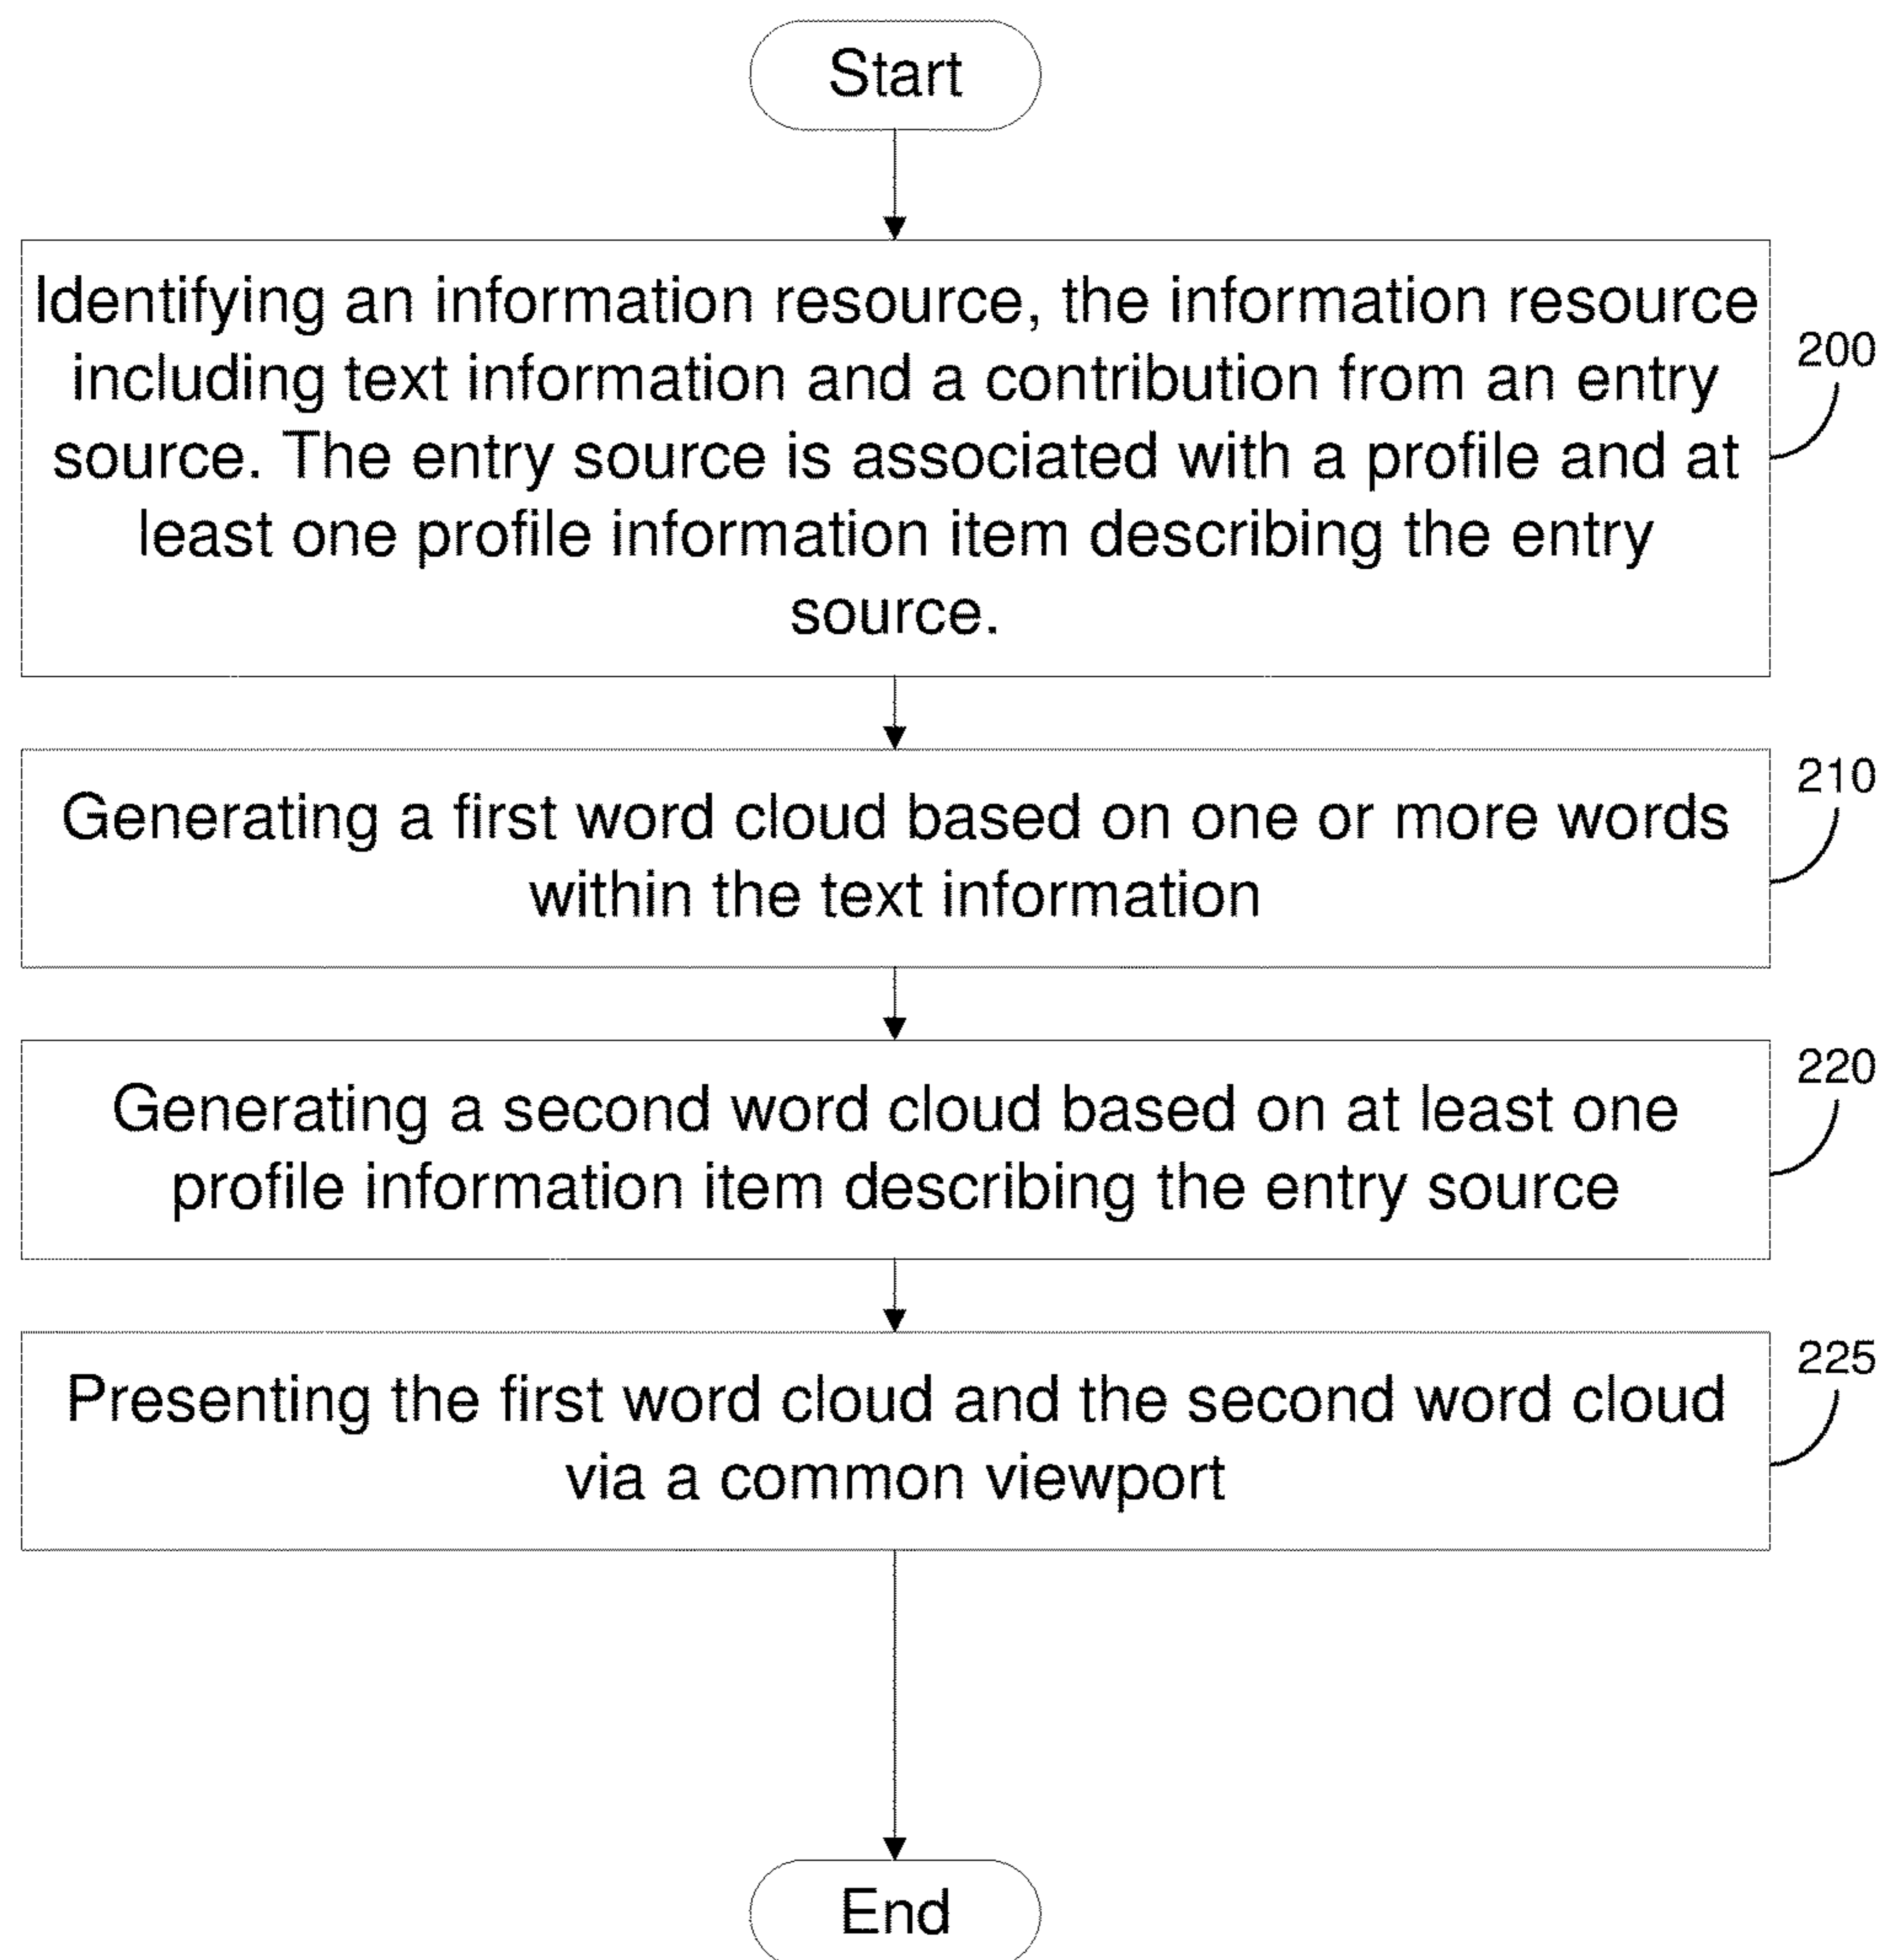 Start
Identifying an information resource, the information resource
including text information and a contribution from an entry
source. The entry source is associated with a profile and at
least one profile information item describing the entry
source.
200
Generating a first word cloud based on one or more words
within the text information
210
Generating a second word cloud based on at least one
profile information item describing the entry source
220
Presenting the first word cloud and the second word cloud
via a common viewport
225
End